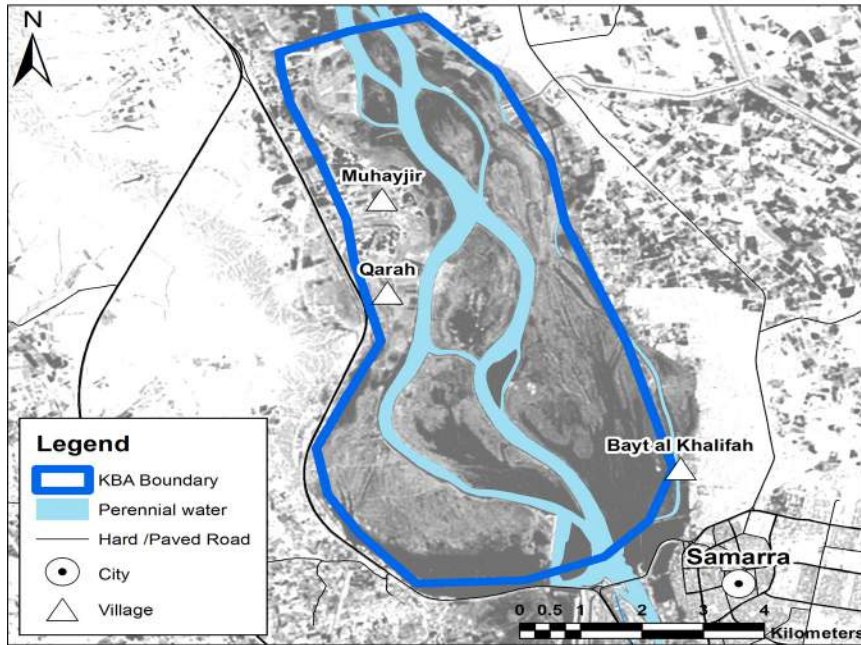 N
Muhayjir
Qarah
Bayt al Khalifah
Samarra
Legend
KBA Boundary
Perennial water
Hard /Paved Road
City
Village
0 0.5 1 2 3 4
Kilometers